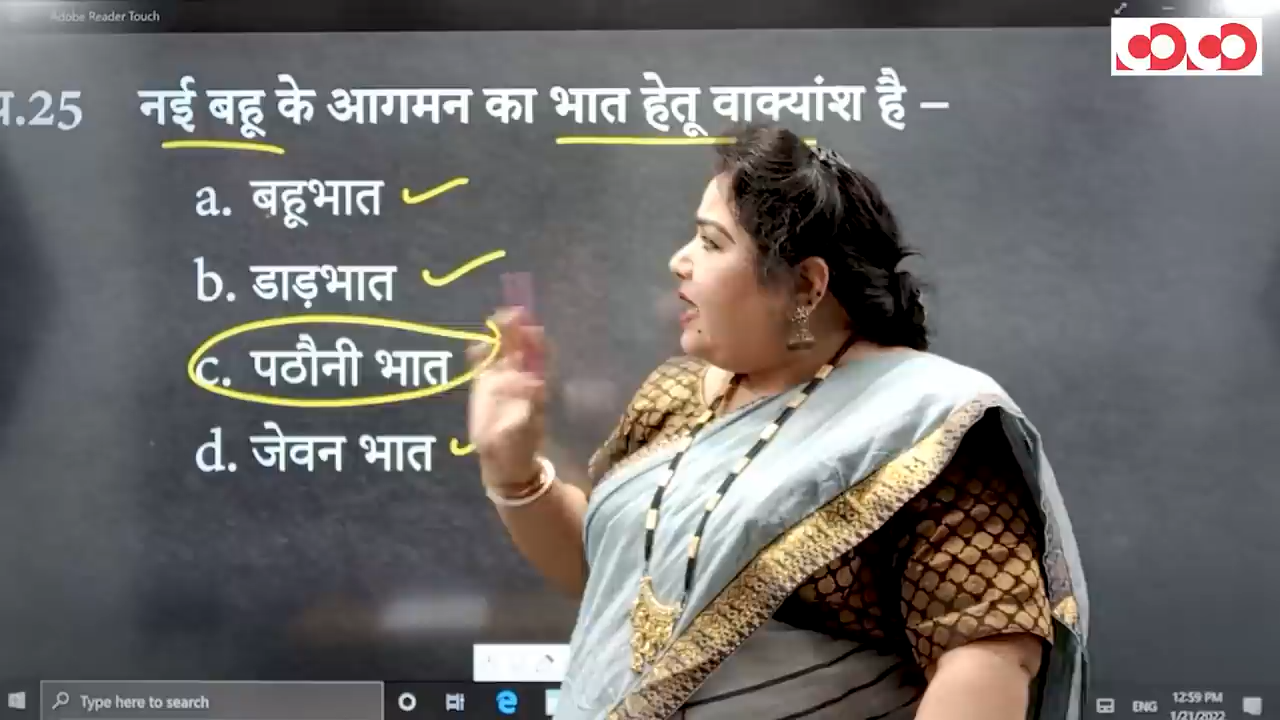 Adobe Reader Touch
प्र.25 नई बहू के आगमन का भात हेतू वाक्यांश है –
a. बहूभात
b. डाड़भात
c. पठौनी भात
d. जेवन भात
Type here to search
ENG
12:59 PM
1/21/2022